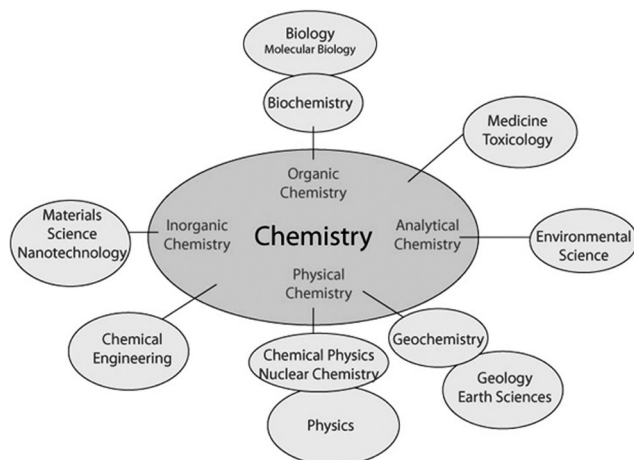 Biology
Molecular Biology
Biochemistry
Medicine
Toxicology
Organic
Chemistry
Materials
Science
Nanotechnology
Inorganic
Chemistry
Chemistry
Analytical
Chemistry
Environmental
Science
Physical
Chemistry
Chemical
Engineering
Chemical Physics
Nuclear Chemistry
Geochemistry
Geology
Earth Sciences
Physics